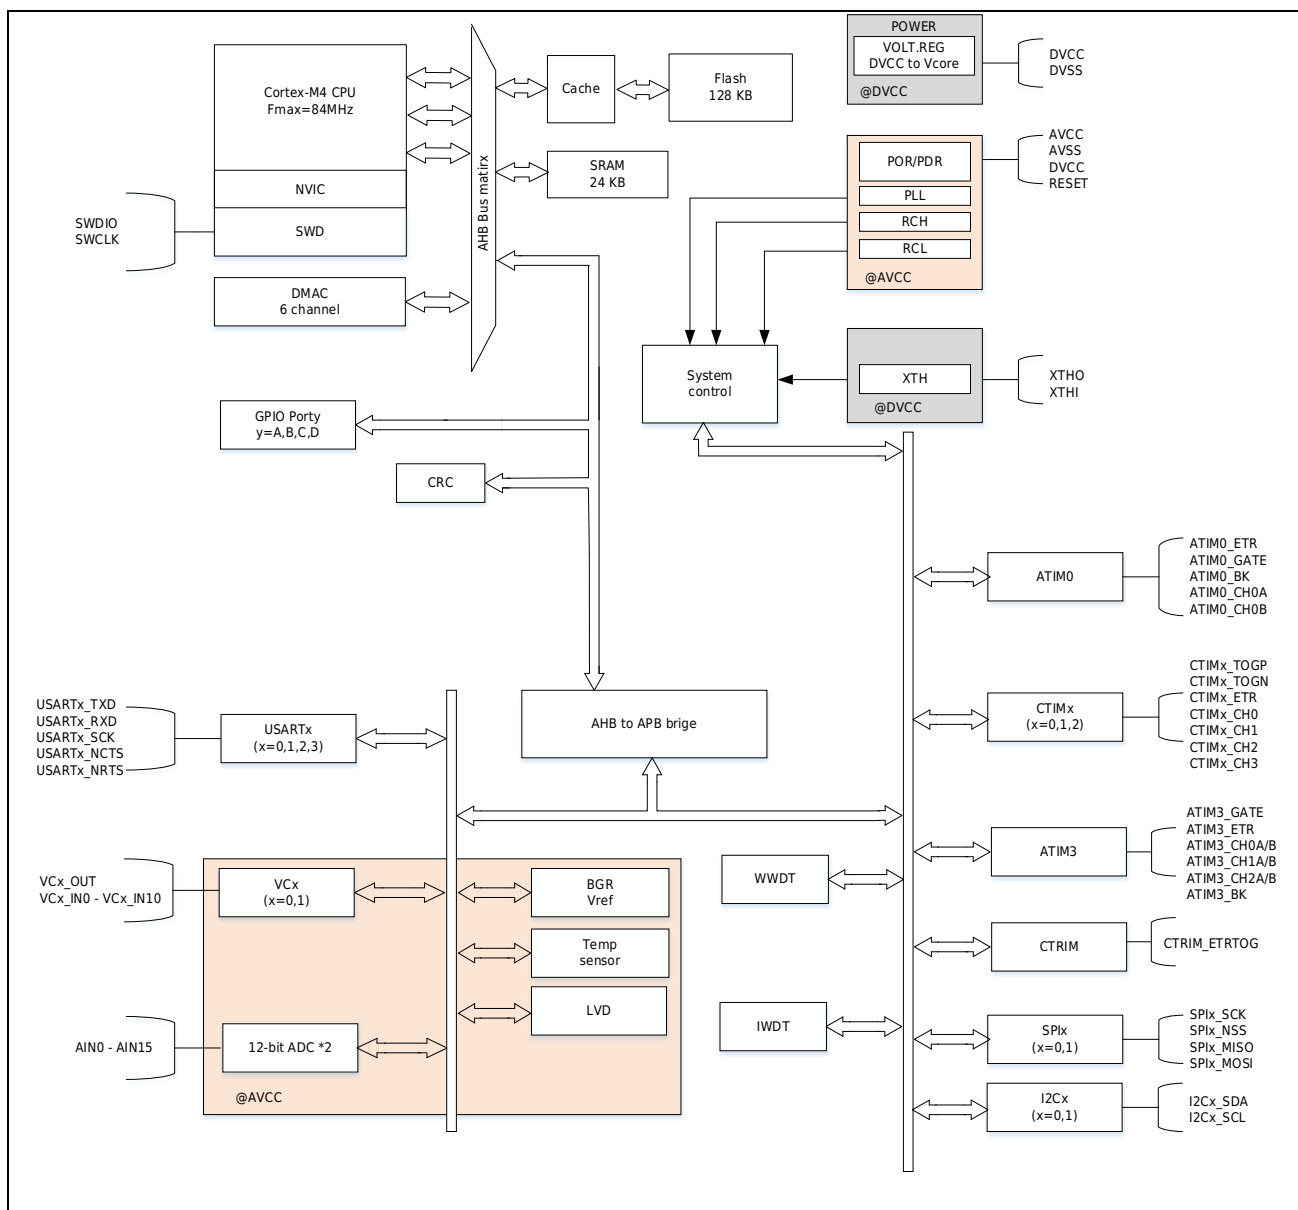 POWER
VOLT.REG
DVCC to Vcore
@DVCC
DVCC
DVSS
Cortex-M4 CPU
Fmax=84MHz
NVIC
SWD
SWDIO
SWCLK
DMAC
6 channel
AHB Bus matirx
Cache
Flash
128 KB
SRAM
24 KB
POR/PDR
PLL
RCH
RCL
@AVCC
AVCC
AVSS
DVCC
RESET
System
control
XTH
@DVCC
XTHO
XTHI
GPIO Porty
y=A,B,C,D
CRC
ATIM0
ATIM0_ETR
ATIM0_GATE
ATIM0_BK
ATIM0_CH0A
ATIM0_CH0B
USARTx_TXD
USARTx_RXD
USARTx_SCK
USARTx_NCTS
USARTx_NRTS
USARTx
(x=0,1,2,3)
AHB to APB brige
CTIMx
(x=0,1,2)
CTIMx_TOGP
CTIMx_TOGN
CTIMx_ETR
CTIMx_CH0
CTIMx_CH1
CTIMx_CH2
CTIMx_CH3
VCx_OUT
VCx_IN0 - VCx_IN10
VCx
(x=0,1)
BGR
Vref
Temp
sensor
LVD
AIN0 - AIN15
12-bit ADC *2
@AVCC
WWDT
IWDT
ATIM3
ATIM3_GATE
ATIM3_ETR
ATIM3_CH0A/B
ATIM3_CH1A/B
ATIM3_CH2A/B
ATIM3_BK
CTRIM
CTRIM_ETRTOG
SPIx
(x=0,1)
SPIx_SCK
SPIx_NSS
SPIx_MISO
SPIx_MOSI
I2Cx
(x=0,1)
I2Cx_SDA
I2Cx_SCL